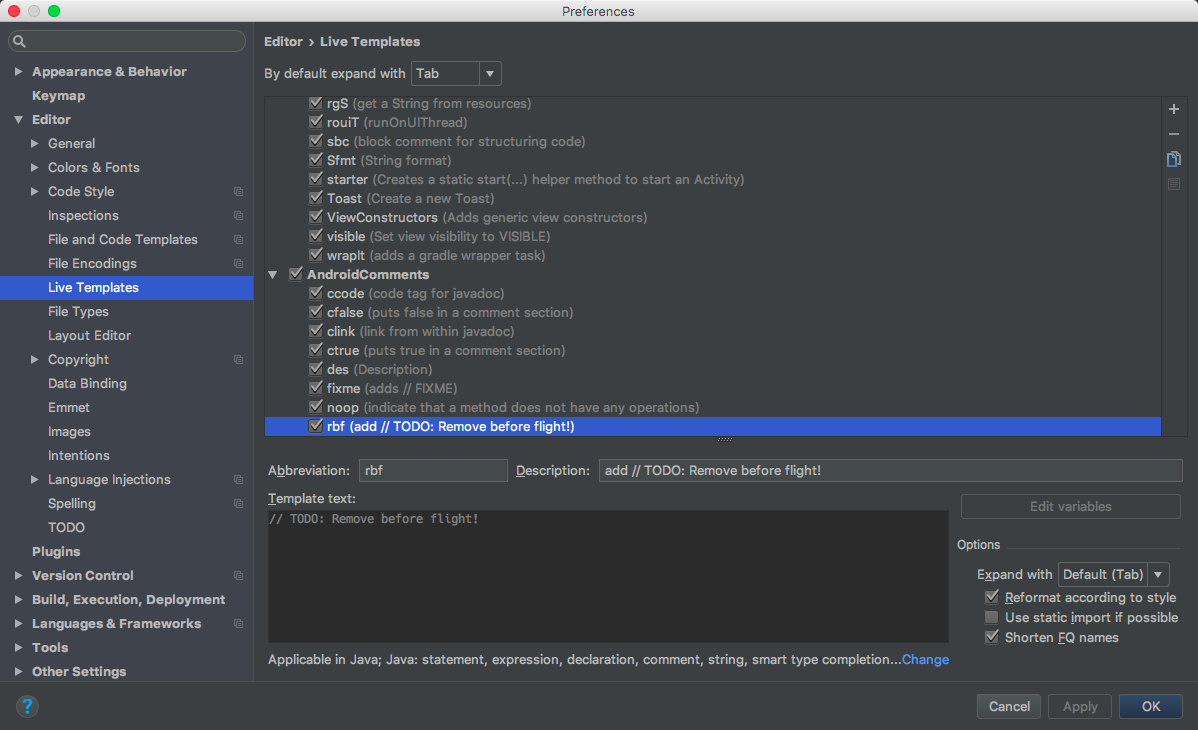 Preferences
Appearance & Behavior
Keymap
Editor
General
Colors & Fonts
Code Style
Inspections
File and Code Templates
File Encodings
Live Templates
File Types
Layout Editor
Copyright
Data Binding
Emmet
Images
Intentions
Language Injections
Spelling
TODO
Plugins
Version Control
Build, Execution, Deployment
Languages & Frameworks
Tools
Other Settings
Editor › Live Templates
By default expand with Tab
rgS (get a String from resources)
rouiT (runOnUIThread)
sbc (block comment for structuring code)
Sfmt (String format)
starter (Creates a static start(...) helper method to start an Activity)
Toast (Create a new Toast)
ViewConstructors (Adds generic view constructors)
visible (Set view visibility to VISIBLE)
wrapIt (adds a gradle wrapper task)
AndroidComments
ccode (code tag for javadoc)
cfalse (puts false in a comment section)
clink (link from within javadoc)
ctrue (puts true in a comment section)
des (Description)
fixme (adds // FIXME)
noop (indicate that a method does not have any operations)
rbf (add // TODO: Remove before flight!)
Abbreviation: rbf Description: add // TODO: Remove before flight!
Template text:
// TODO: Remove before flight!
Edit variables
Options
Expand with Default (Tab)
Reformat according to style
Use static import if possible
Shorten FQ names
Applicable in Java; Java: statement, expression, declaration, comment, string, smart type completion...Change
? Cancel Apply OK